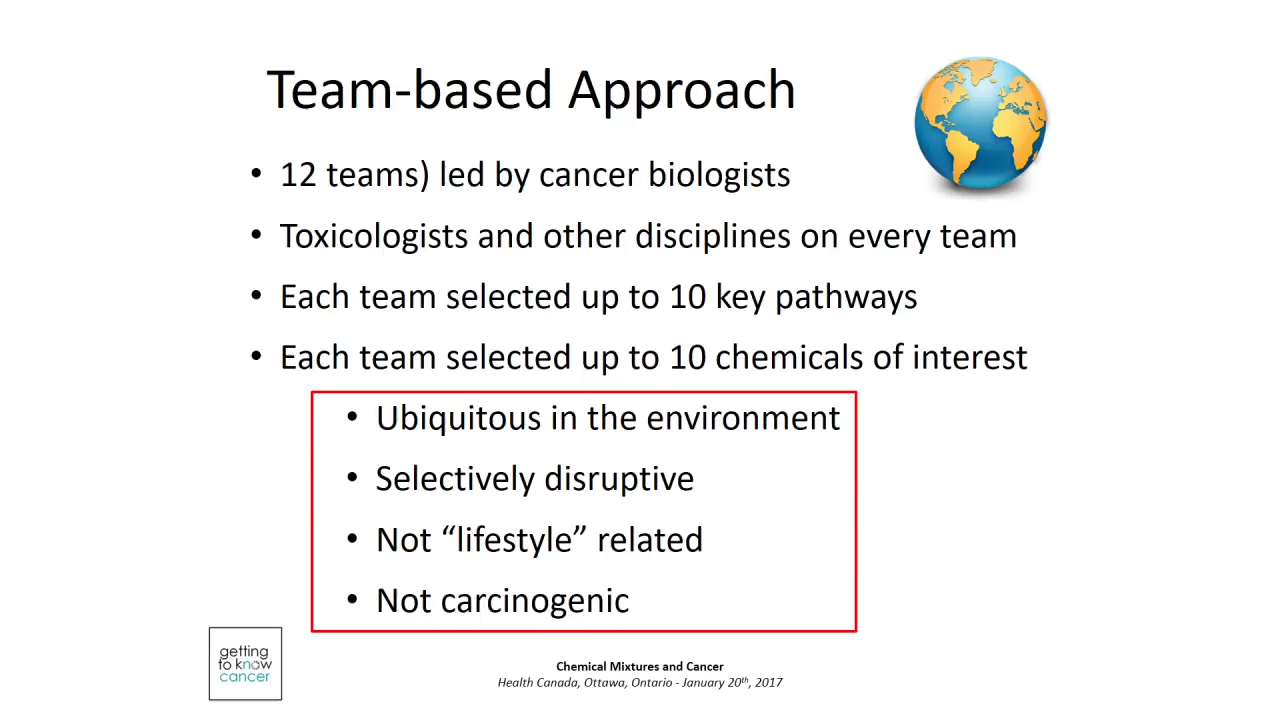 Team-based Approach
• 12 teams) led by cancer biologists
• Toxicologists and other disciplines on every team
• Each team selected up to 10 key pathways
• Each team selected up to 10 chemicals of interest
• Ubiquitous in the environment
• Selectively disruptive
• Not “lifestyle” related
• Not carcinogenic
getting
to know
cancer
Chemical Mixtures and Cancer
Health Canada, Ottawa, Ontario - January 20th, 2017